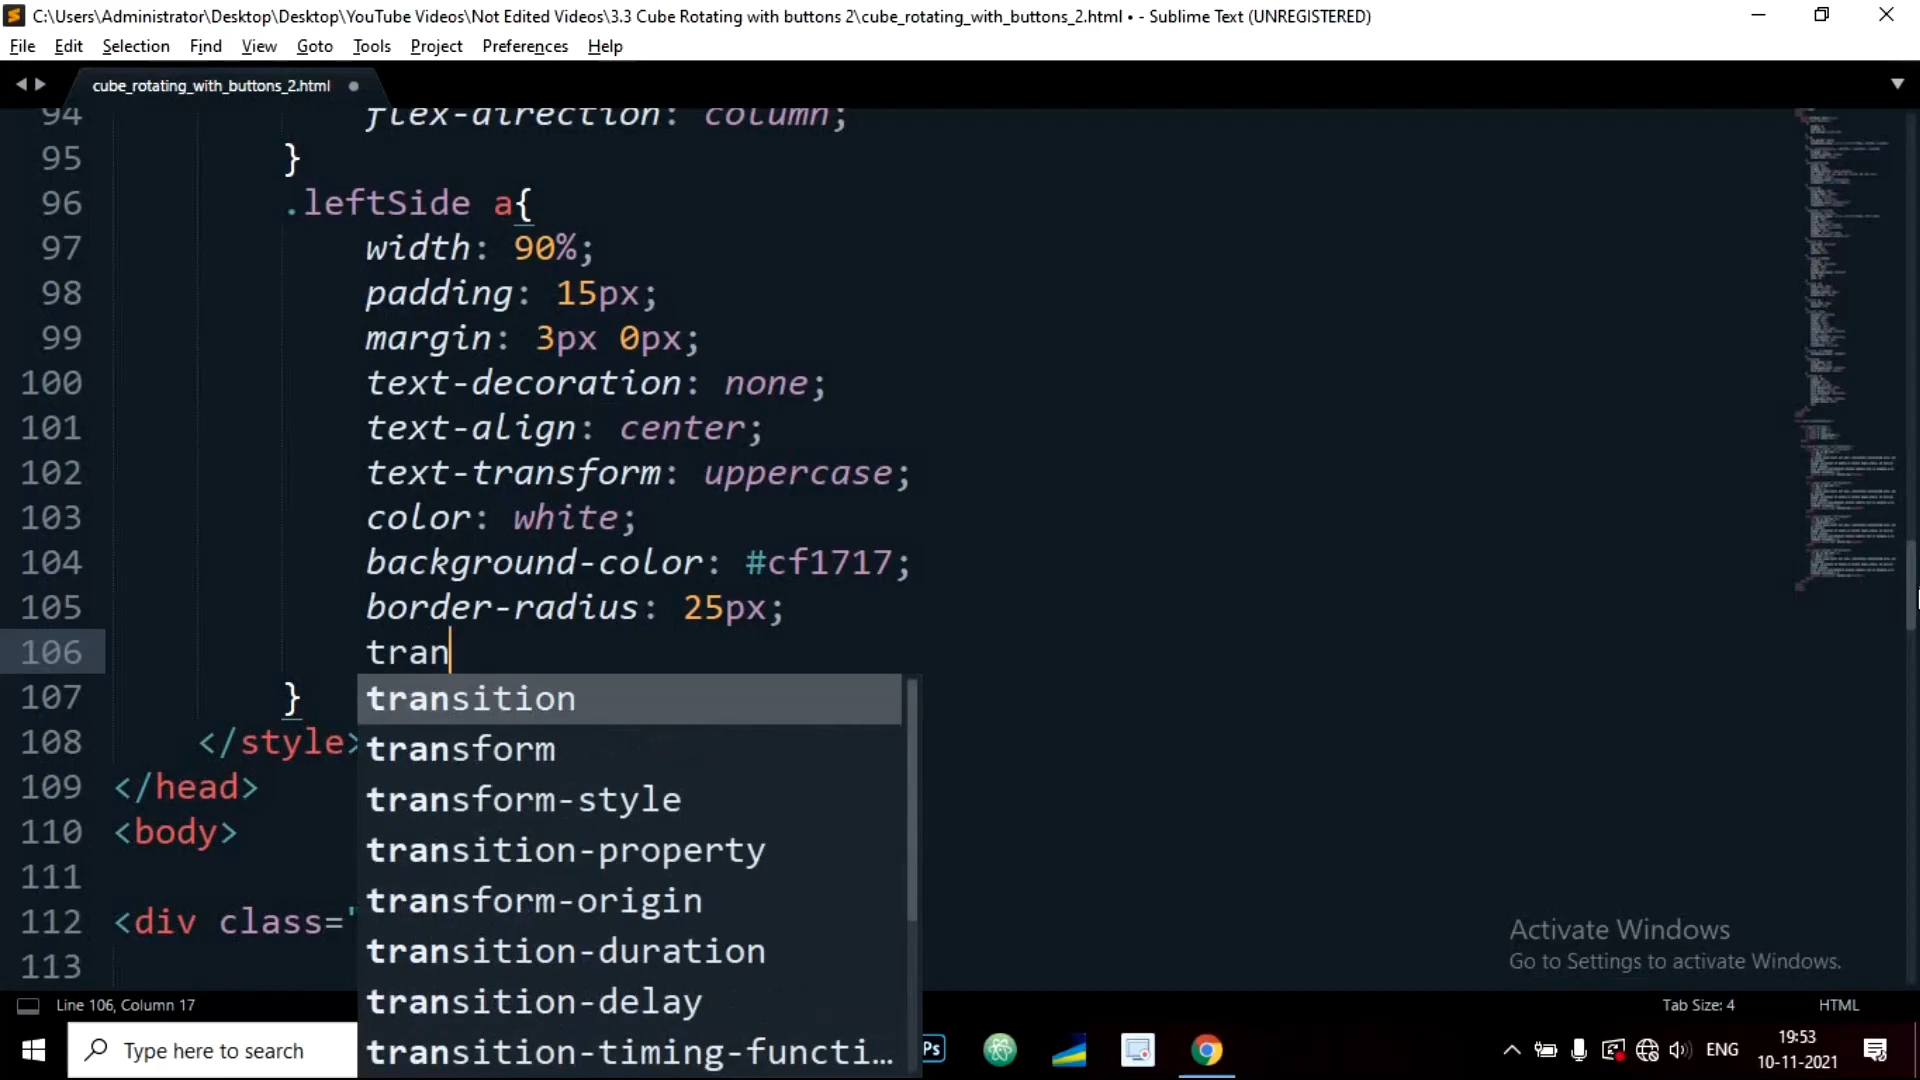 C:\Users\Administrator\Desktop\Desktop\YouTube Videos\Not Edited Videos\3.3 Cube Rotating with buttons 2\cube_rotating_with_buttons_2.html • - Sublime Text (UNREGISTERED)
File Edit Selection Find View Goto Tools Project Preferences Help
cube_rotating_with_buttons_2.html
94 flex-direction: column;
95 }
96 .leftSide a{
97 width: 90%;
98 padding: 15px;
99 margin: 3px 0px;
100 text-decoration: none;
101 text-align: center;
102 text-transform: uppercase;
103 color: white;
104 background-color: #cf1717;
105 border-radius: 25px;
106 tran
107 } transition
108 </style> transform
109 </head> transform-style
110 <body> transition-property
111 transform-origin
112 <div class=" transition-duration
113 transition-delay
transition-timing-functi...
Activate Windows
Go to Settings to activate Windows.
Line 106, Column 17 Tab Size: 4 HTML
Type here to search Ps ENG 19:53
10-11-2021